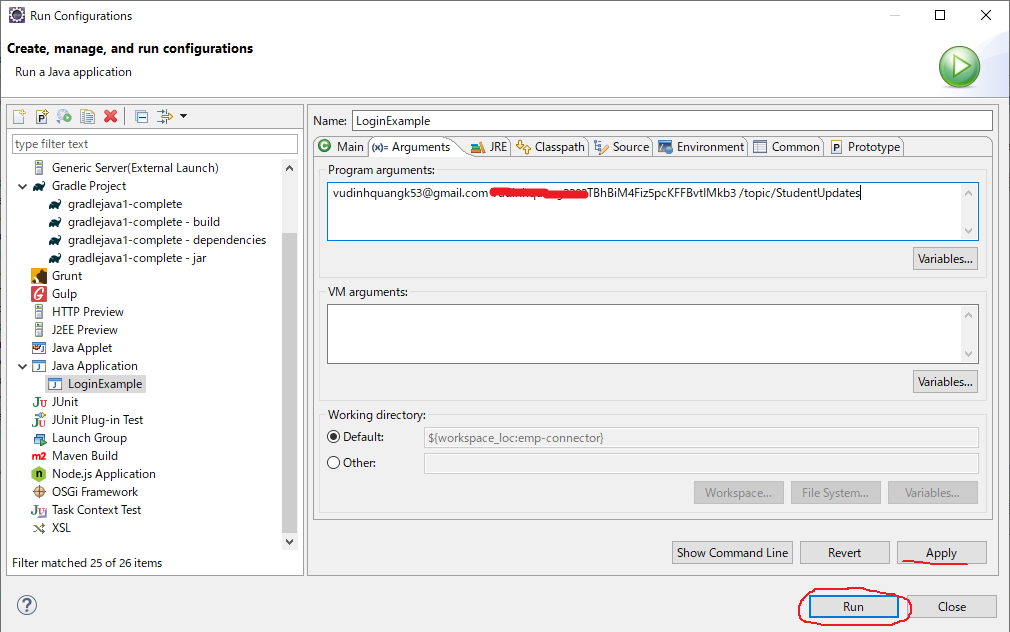 Run Configurations
Create, manage, and run configurations
Run a Java application
type filter text
Generic Server(External Launch)
Gradle Project
gradlejava1-complete
gradlejava1-complete - build
gradlejava1-complete - dependencies
gradlejava1-complete - jar
Grunt
Gulp
HTTP Preview
J2EE Preview
Java Applet
Java Application
LoginExample
JUnit
JUnit Plug-in Test
Launch Group
Maven Build
Node.js Application
OSGi Framework
Task Context Test
XSL
Filter matched 25 of 26 items
Name: LoginExample
Main (x)= Arguments JRE Classpath Source Environment Common Prototype
Program arguments:
vudinhquangk53@gmail.com /topic/StudentUpdates
Variables...
VM arguments:
Variables...
Working directory:
Default: ${workspace_loc:emp-connector}
Other:
Workspace... File System... Variables...
Show Command Line Revert Apply
Run Close